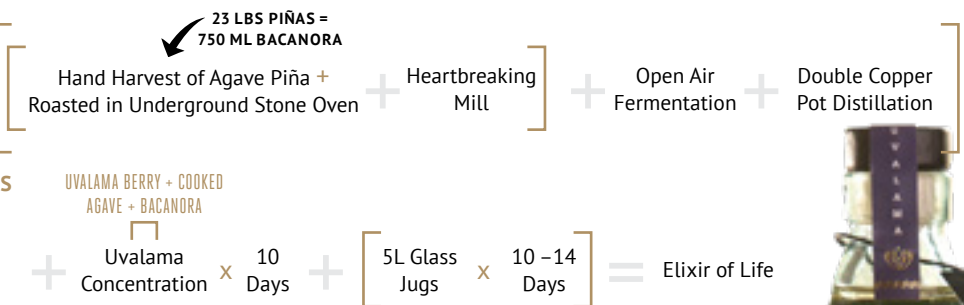 23 LBS PIÑAS =
750 ML BACANORA
Hand Harvest of Agave Piña +
Roasted in Underground Stone Oven
+
Heartbreaking
Mill
+
Open Air
Fermentation
+
Double Copper
Pot Distillation
S
UVALAMA BERRY + COOKED
AGAVE + BACANORA
+
Uvalama
Concentration
x
10
Days
+
5L Glass
Jugs
x
10 –14
Days
=
Elixir of Life
UVALAMA